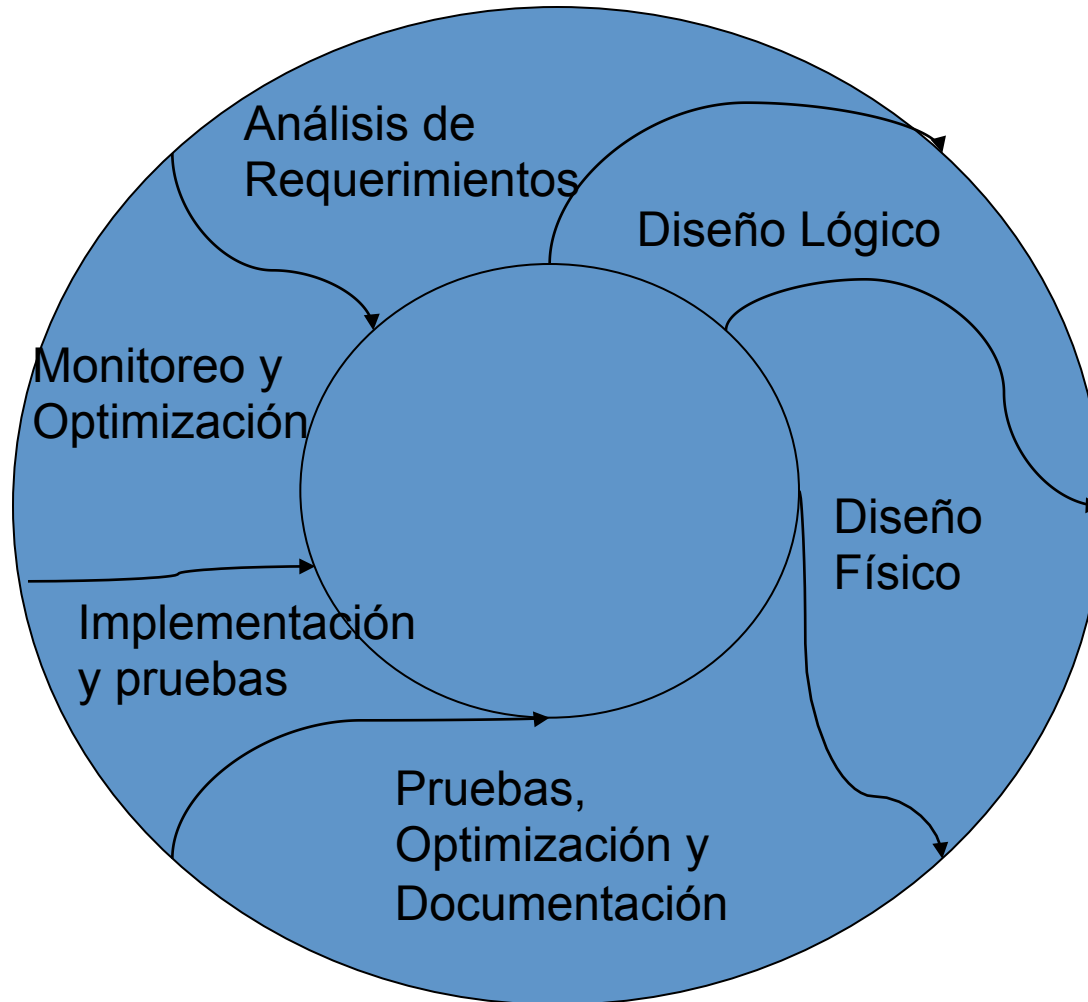 Análisis de
Requerimientos
Diseño Lógico
Diseño
Físico
Pruebas,
Optimización y
Documentación
Implementación
y pruebas
Monitoreo y
Optimización